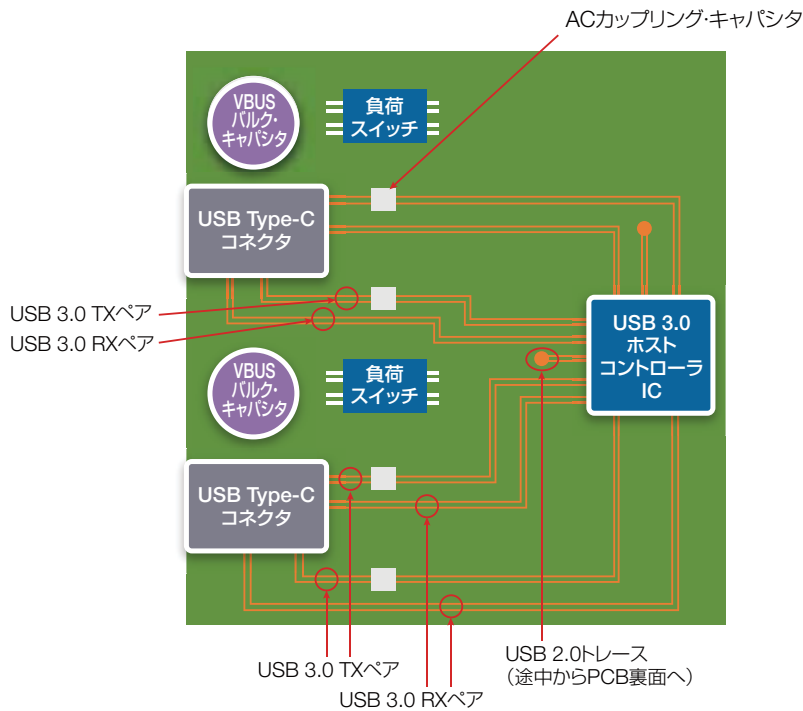 ACカップリング・キャパシタ
VBUS
バルク・
キャパシタ
負荷
スイッチ
USB Type-C
コネクタ
USB 3.0 TXペア
USB 3.0 RXペア
USB 3.0
ホスト
コントローラ
IC
VBUS
バルク・
キャパシタ
負荷
スイッチ
USB Type-C
コネクタ
USB 3.0 TXペア
USB 3.0 RXペア
USB 2.0トレース
（途中からPCB裏面へ）